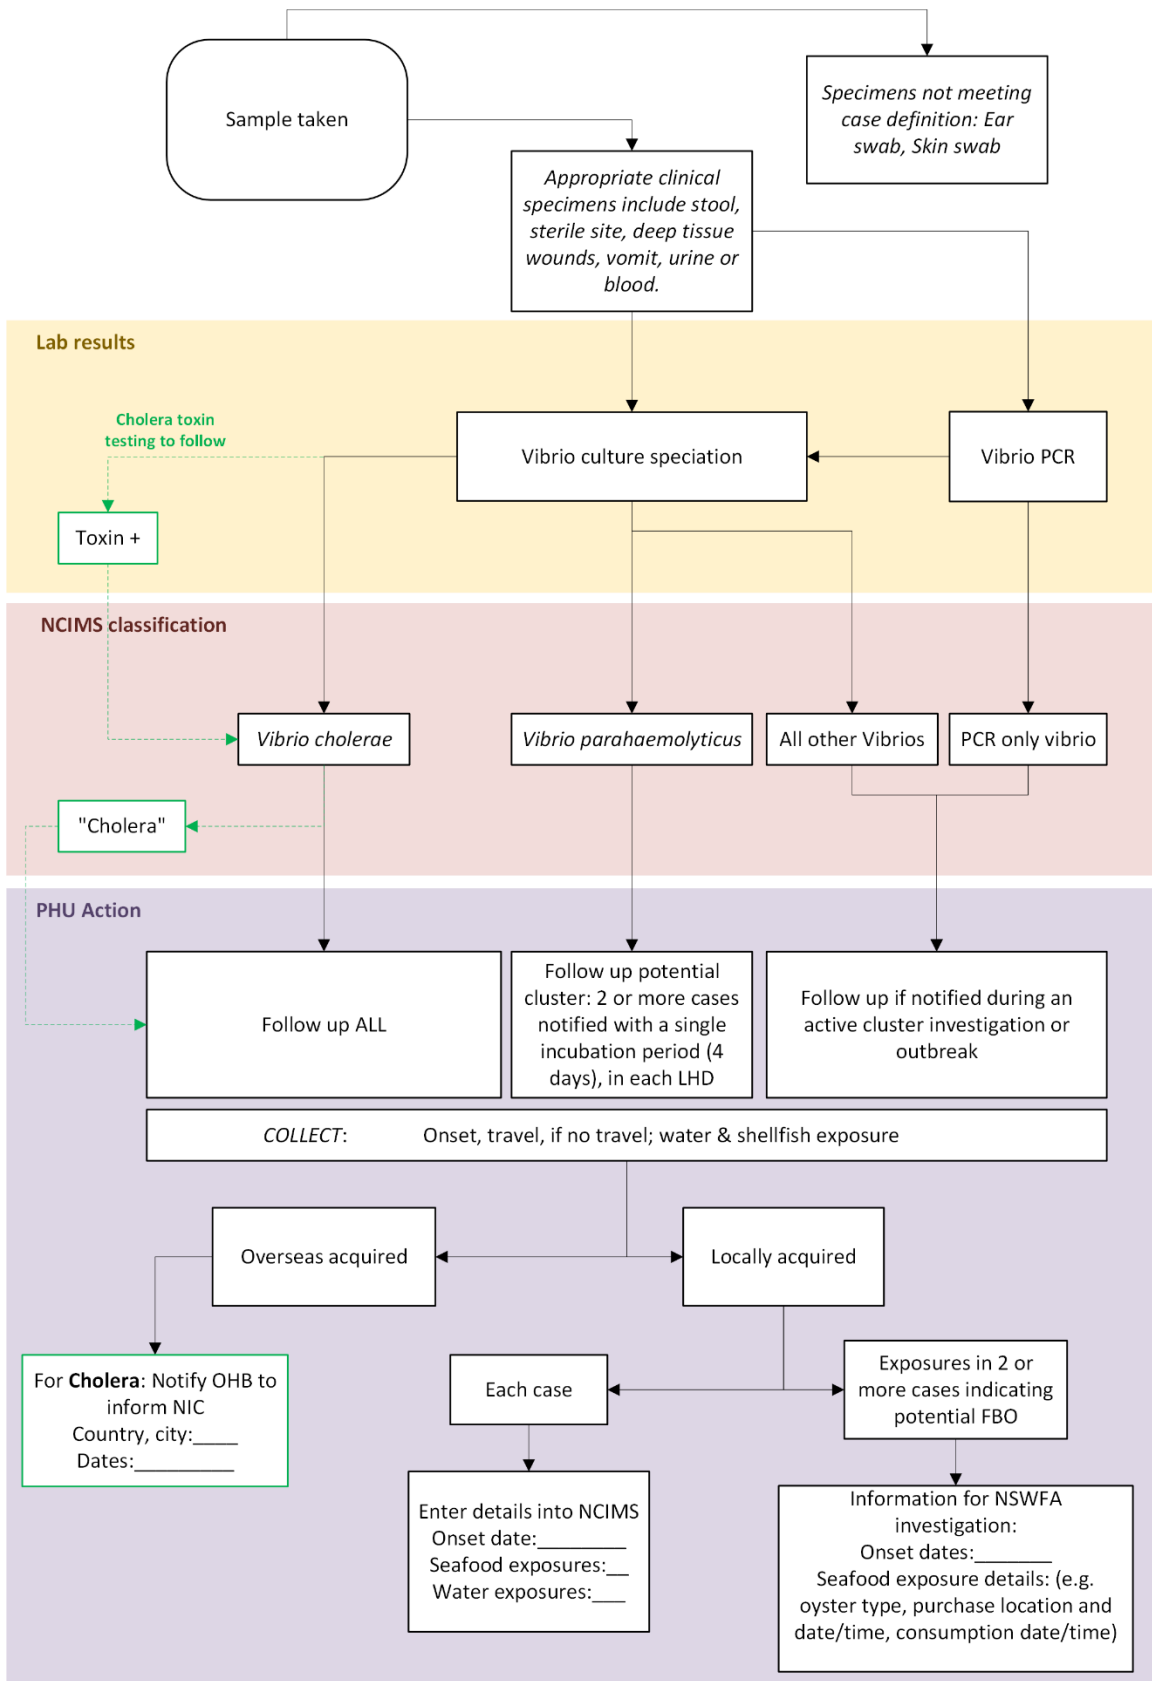 Sample taken
Specimens not meeting
case definition: Ear
swab, Skin swab
Appropriate clinical
specimens include stool,
sterile site, deep tissue
wounds, vomit, urine or
blood.
Lab results
Cholera toxin
testing to follow
Vibrio culture speciation
Vibrio PCR
Toxin +
NCIMS classification
Vibrio cholerae
Vibrio parahaemolyticus
All other Vibrios
PCR only vibrio
"Cholera"
PHU Action
Follow up ALL
Follow up potential
cluster: 2 or more cases
notified with a single
incubation period (4
days), in each LHD
Follow up if notified during an
active cluster investigation or
outbreak
COLLECT: Onset, travel, if no travel; water & shellfish exposure
Overseas acquired
Locally acquired
For Cholera: Notify OHB to
inform NIC
Country, city:____
Dates:_________
Each case
Exposures in 2 or
more cases indicating
potential FBO
Enter details into NCIMS
Onset date:________
Seafood exposures:__
Water exposures:___
Information for NSWFA
investigation:
Onset dates:_______
Seafood exposure details: (e.g.
oyster type, purchase location and
date/time, consumption date/time)